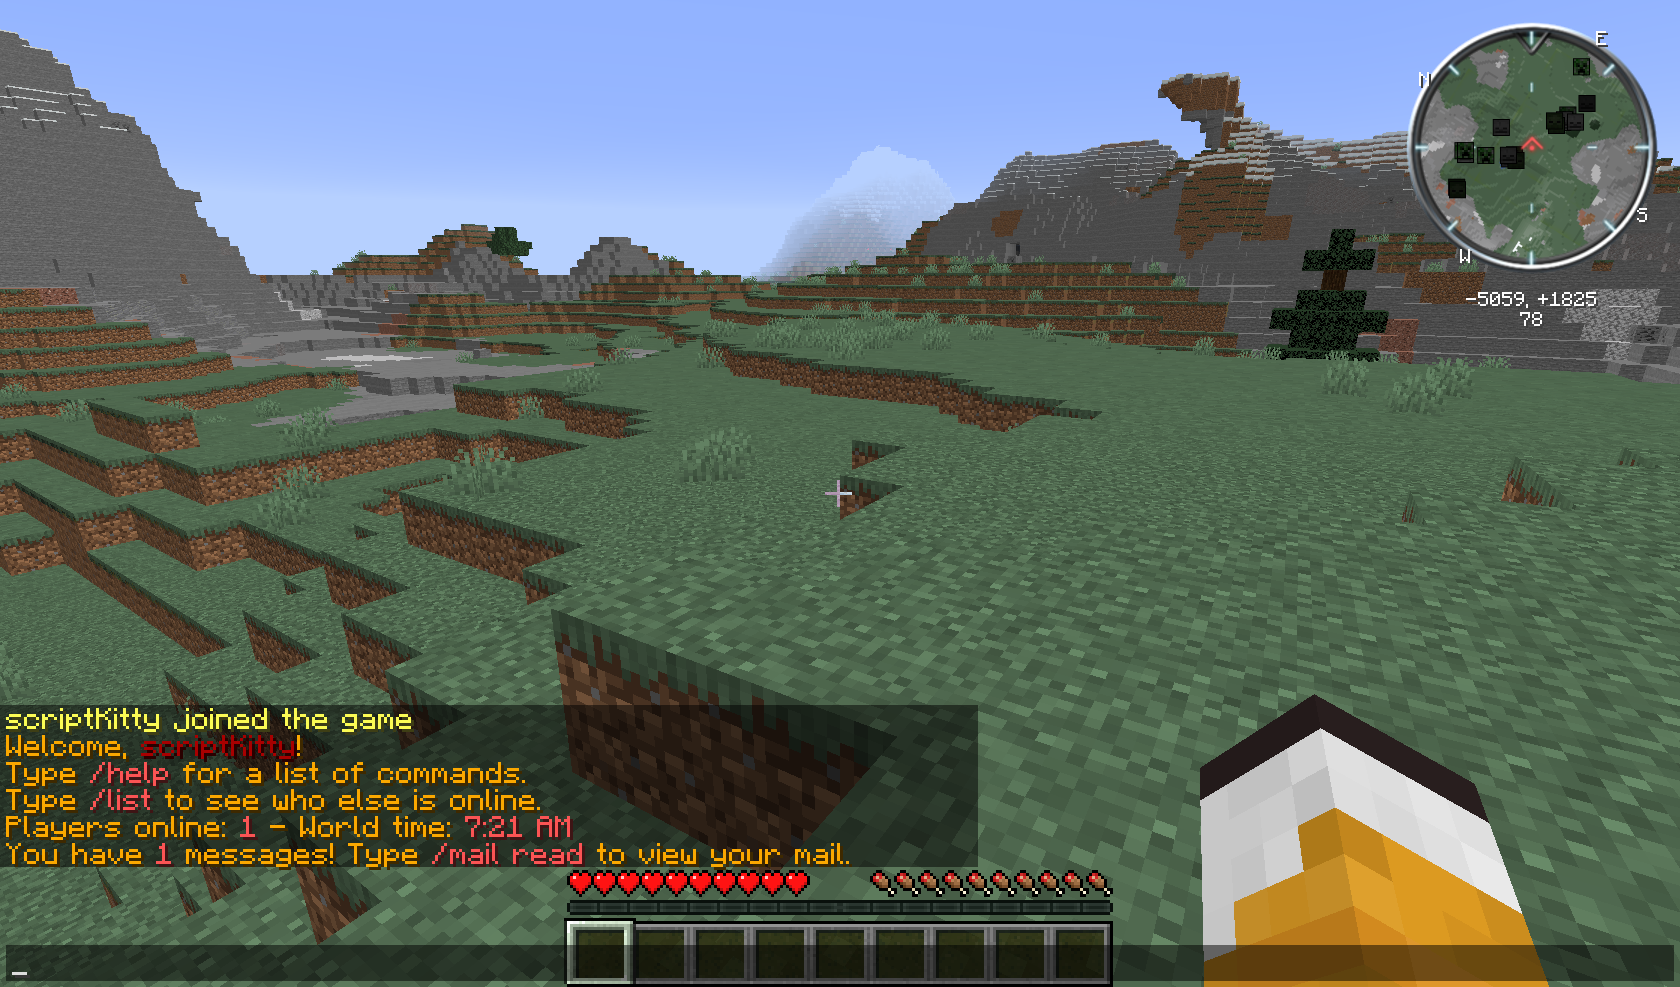 N
E
S
W
-5059, +1825
78
scriptKitty joined the game
Welcome, scriptKitty!
Type /help for a list of commands.
Type /list to see who else is online.
Players online: 1 - World time: 7:21 AM
You have 1 messages! Type /mail read to view your mail.
_